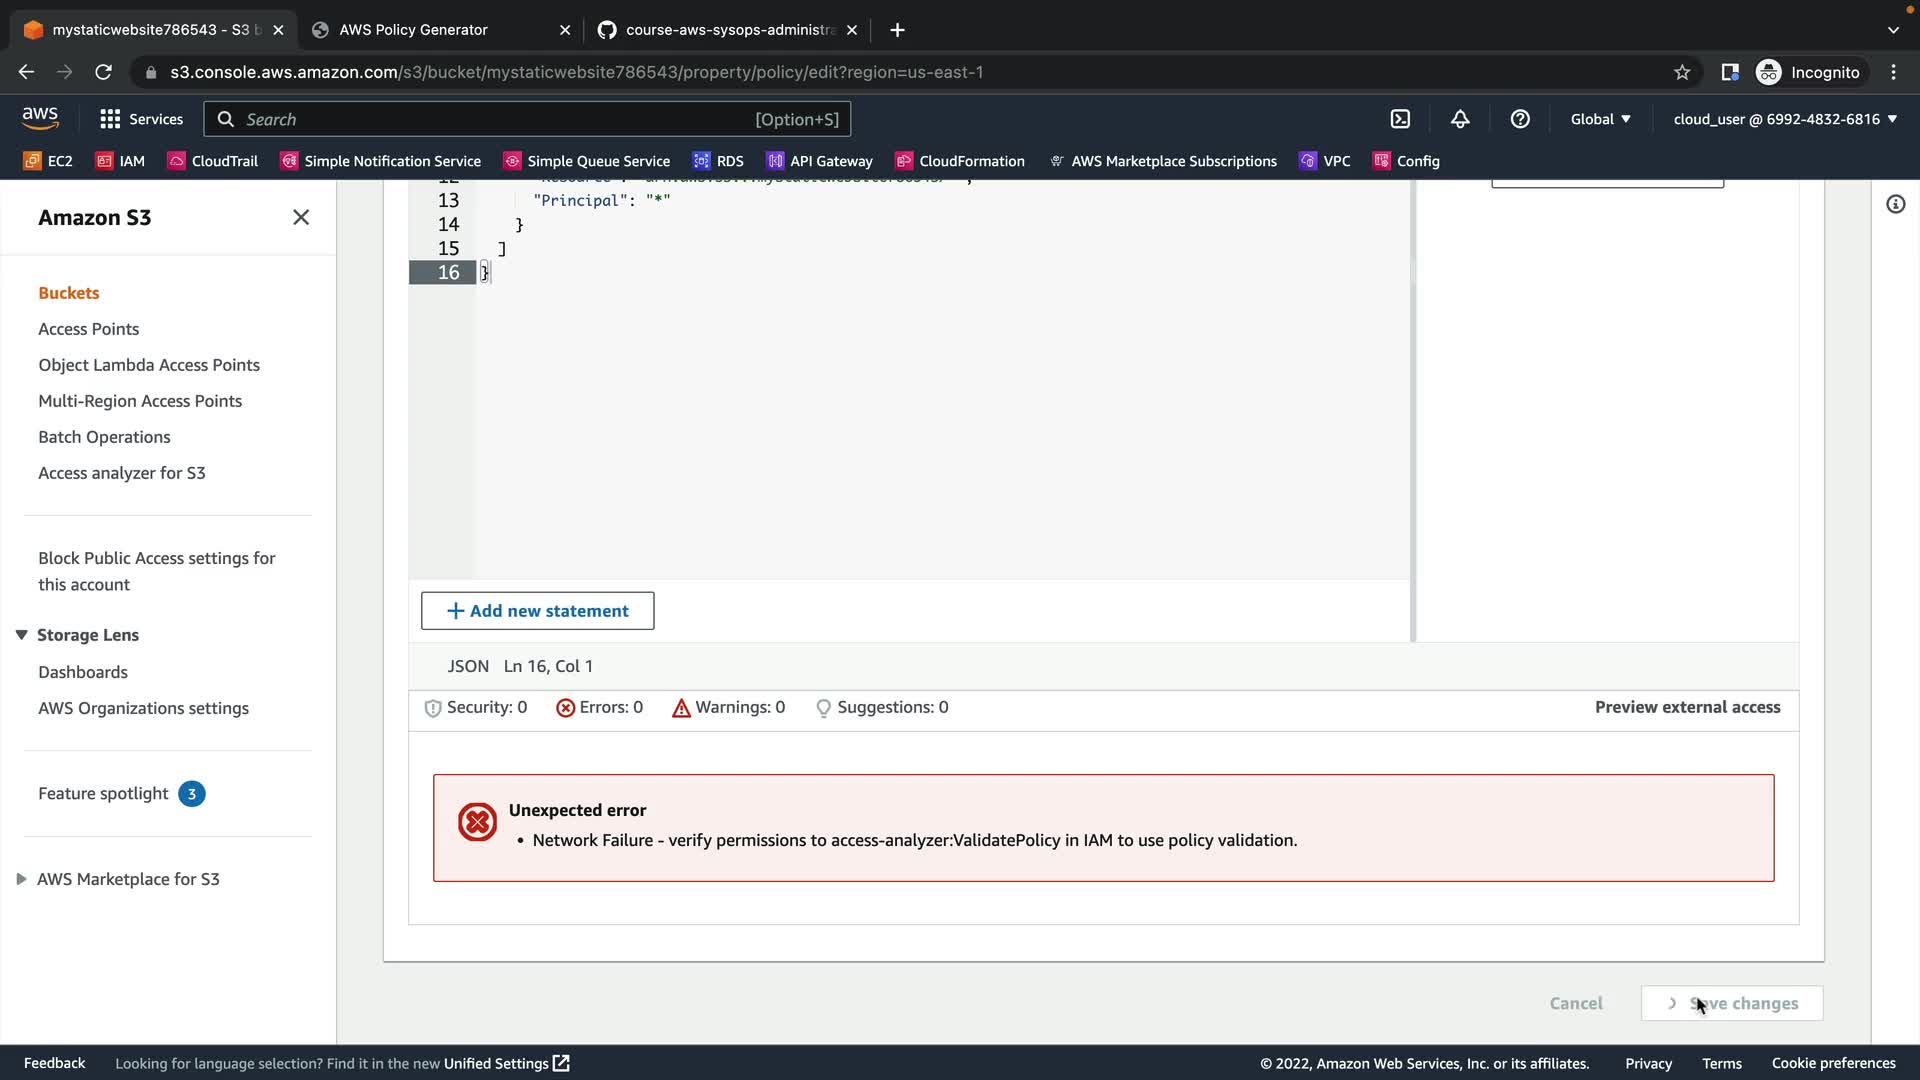 mystaticwebsite786543 - S3 b
AWS Policy Generator
course-aws-sysops-administra
s3.console.aws.amazon.com/s3/bucket/mystaticwebsite786543/property/policy/edit?region=us-east-1
Incognito
aws
Services
Search
[Option+S]
Global
cloud_user @ 6992-4832-6816
EC2
IAM
CloudTrail
Simple Notification Service
Simple Queue Service
RDS
API Gateway
CloudFormation
AWS Marketplace Subscriptions
VPC
Config
Amazon S3
Buckets
Access Points
Object Lambda Access Points
Multi-Region Access Points
Batch Operations
Access analyzer for S3
Block Public Access settings for
this account
Storage Lens
Dashboards
AWS Organizations settings
Feature spotlight 3
AWS Marketplace for S3
13 "Principal": "*"
14 }
15 ]
16 }
+ Add new statement
JSON Ln 16, Col 1
Security: 0
Errors: 0
Warnings: 0
Suggestions: 0
Preview external access
Unexpected error
• Network Failure - verify permissions to access-analyzer:ValidatePolicy in IAM to use policy validation.
Cancel
Save changes
Feedback
Looking for language selection? Find it in the new Unified Settings
© 2022, Amazon Web Services, Inc. or its affiliates.
Privacy
Terms
Cookie preferences